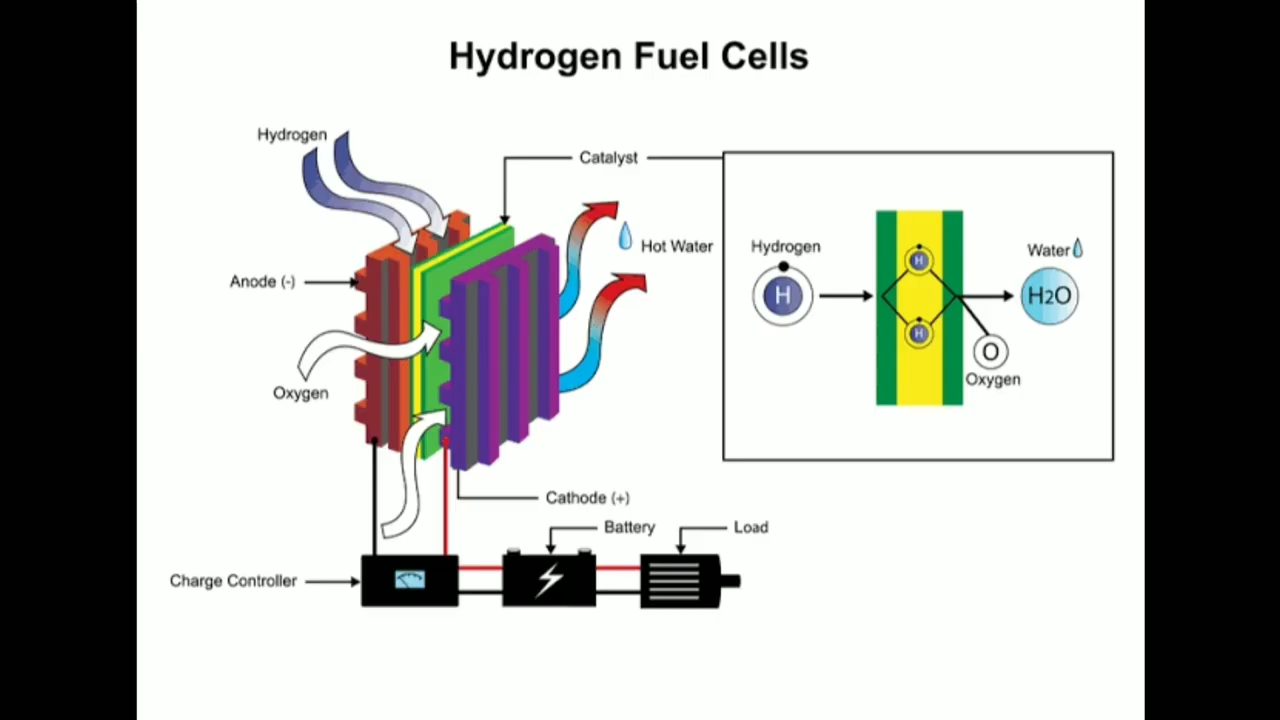 Hydrogen Fuel Cells
Hydrogen
Catalyst
Hot Water
Anode (-)
Oxygen
Hydrogen
H
H
H
Water
H2O
O
Oxygen
Cathode (+)
Battery
Load
Charge Controller